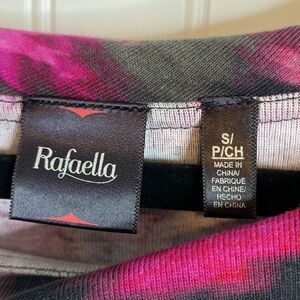 Rafaella
S/
P/CH
MADE IN
CHINA/
FABRIQUÉ
EN CHINE/
HECHO
EN CHINA